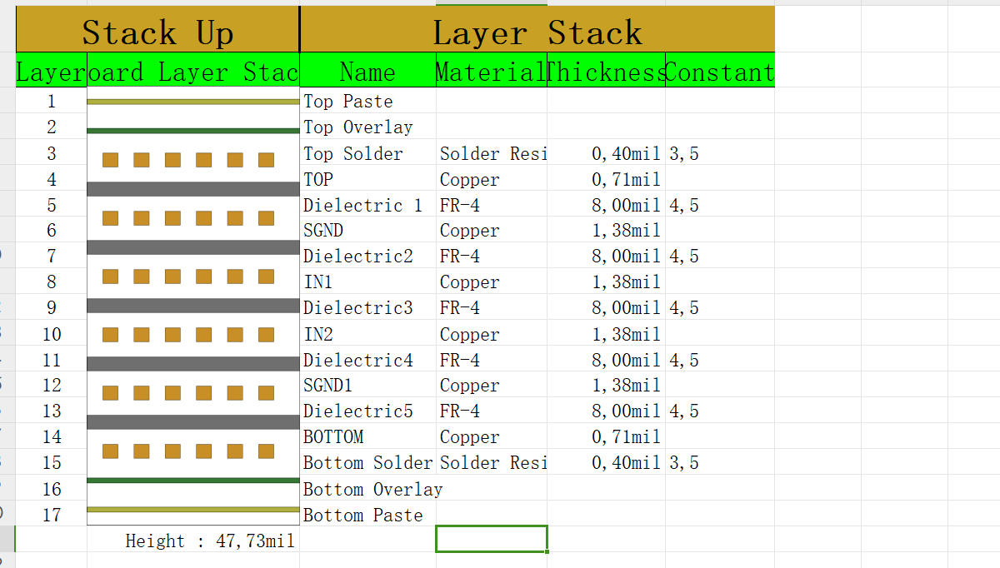 Stack Up Layer Stack
Layer oard Layer Stac Name Material Thickness Constant
1 Top Paste
2 Top Overlay
3 Top Solder Solder Resi 0,40mil 3,5
4 TOP Copper 0,71mil
5 Dielectric 1 FR-4 8,00mil 4,5
6 SGND Copper 1,38mil
7 Dielectric2 FR-4 8,00mil 4,5
8 IN1 Copper 1,38mil
9 Dielectric3 FR-4 8,00mil 4,5
10 IN2 Copper 1,38mil
11 Dielectric4 FR-4 8,00mil 4,5
12 SGND1 Copper 1,38mil
13 Dielectric5 FR-4 8,00mil 4,5
14 BOTTOM Copper 0,71mil
15 Bottom Solder Solder Resi 0,40mil 3,5
16 Bottom Overlay
17 Bottom Paste
Height : 47,73mil